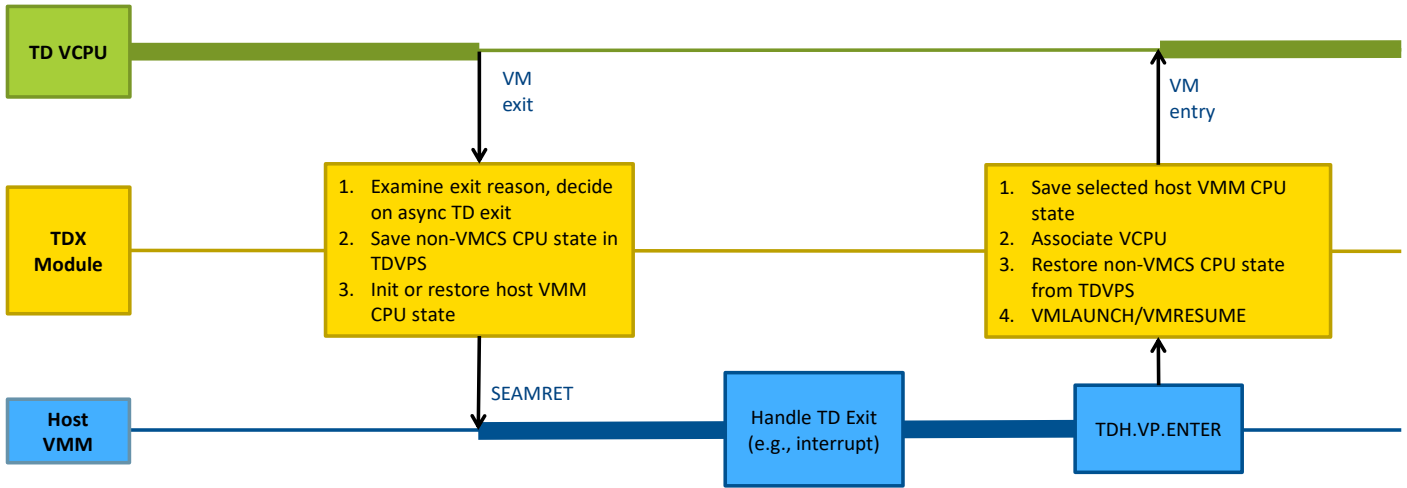 TD VCPU
VM
exit
VM
entry
TDX
Module
1. Examine exit reason, decide
on async TD exit
2. Save non-VMCS CPU state in
TDVPS
3. Init or restore host VMM
CPU state
1. Save selected host VMM CPU
state
2. Associate VCPU
3. Restore non-VMCS CPU state
from TDVPS
4. VMLAUNCH/VMRESUME
SEAMRET
Host
VMM
Handle TD Exit
(e.g., interrupt)
TDH.VP.ENTER